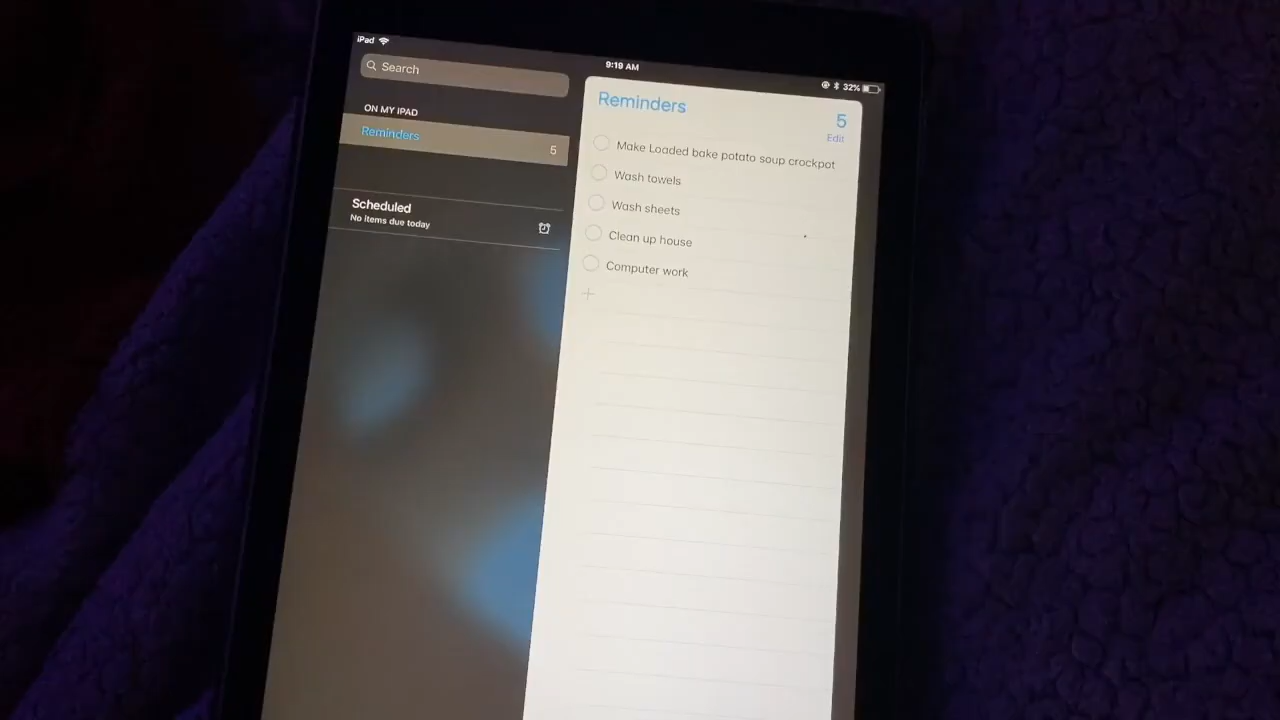 iPad
9:19 AM
32%
Search
ON MY IPAD
Reminders
5
Scheduled
No items due today
Reminders
5
Edit
Make Loaded bake potato soup crockpot
Wash towels
Wash sheets
Clean up house
Computer work